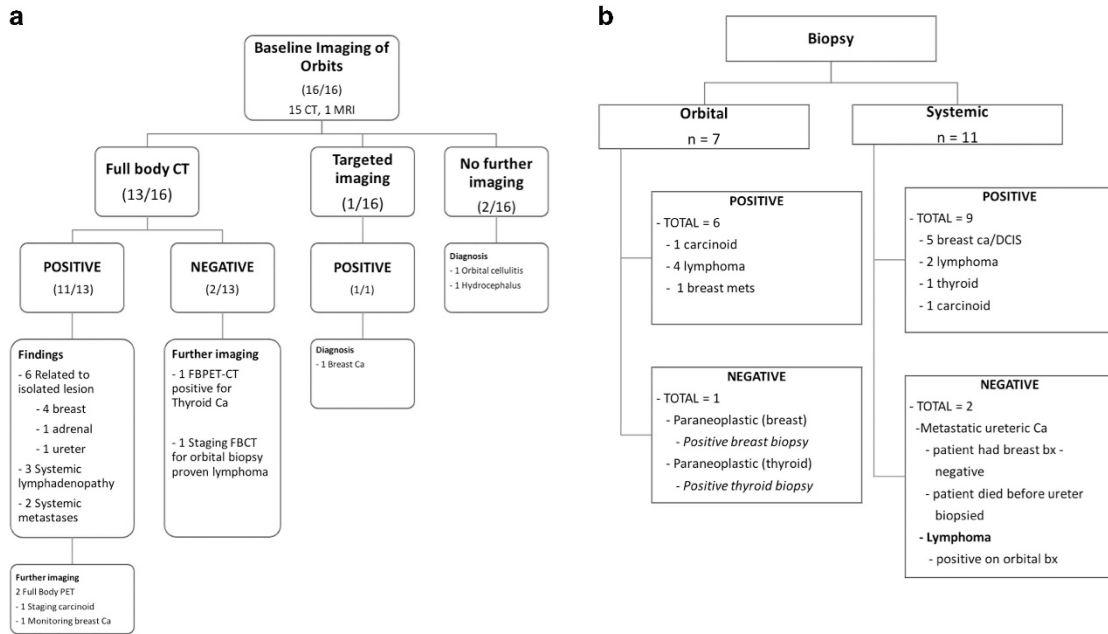 a
Baseline Imaging of
Orbits
(16/16)
15 CT, 1 MRI
Full body CT
(13/16)
Targeted
imaging
(1/16)
No further
imaging
(2/16)
POSITIVE
(11/13)
NEGATIVE
(2/13)
POSITIVE
(1/1)
Diagnosis
- 1 Orbital cellulitis
- 1 Hydrocephalus
Findings
- 6 Related to
isolated lesion
- 4 breast
- 1 adrenal
- 1 ureter
- 3 Systemic
lymphadenopathy
- 2 Systemic
metastases
Further imaging
- 1 FBPET-CT
positive for
Thyroid Ca
- 1 Staging FBCT
for orbital biopsy
proven lymphoma
Diagnosis
- 1 Breast Ca
Further imaging
2 Full Body PET
- 1 Staging carcinoid
- 1 Monitoring breast Ca
b
Biopsy
Orbital
n = 7
Systemic
n = 11
POSITIVE
- TOTAL = 6
- 1 carcinoid
- 4 lymphoma
- 1 breast mets
POSITIVE
- TOTAL = 9
- 5 breast ca/DCIS
- 2 lymphoma
- 1 thyroid
- 1 carcinoid
NEGATIVE
- TOTAL = 1
- Paraneoplastic (breast)
- Positive breast biopsy
- Paraneoplastic (thyroid)
- Positive thyroid biopsy
NEGATIVE
- TOTAL = 2
-Metastatic ureteric Ca
- patient had breast bx -
negative
- patient died before ureter
biopsied
- Lymphoma
- positive on orbital bx